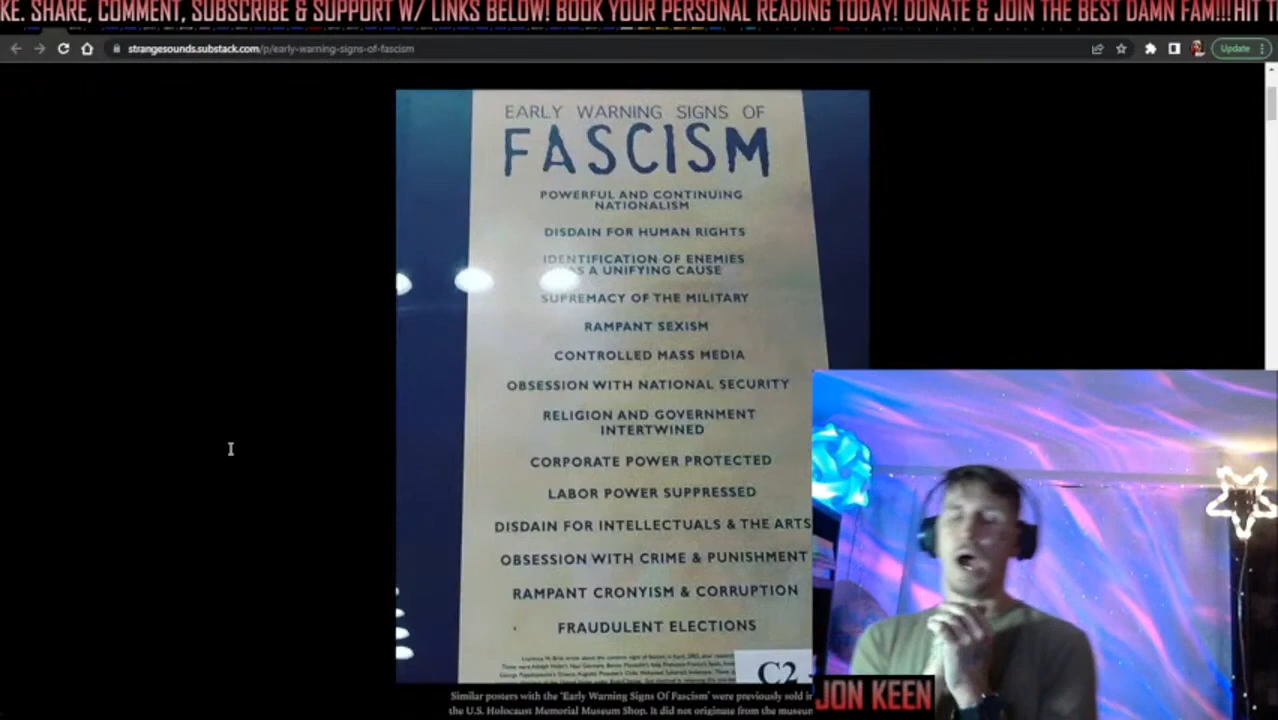 KE. SHARE, COMMENT, SUBSCRIBE & SUPPORT W/ LINKS BELOW! BOOK YOUR PERSONAL READING TODAY! DONATE & JOIN THE BEST DAMN FAM!!! HIT T
strangesounds.substack.com/p/early-warning-signs-of-fascism
Update
EARLY WARNING SIGNS OF
FASCISM
POWERFUL AND CONTINUING
NATIONALISM
DISDAIN FOR HUMAN RIGHTS
IDENTIFICATION OF ENEMIES
AS A UNIFYING CAUSE
SUPREMACY OF THE MILITARY
RAMPANT SEXISM
CONTROLLED MASS MEDIA
OBSESSION WITH NATIONAL SECURITY
RELIGION AND GOVERNMENT
INTERTWINED
CORPORATE POWER PROTECTED
LABOR POWER SUPPRESSED
DISDAIN FOR INTELLECTUALS & THE ARTS
OBSESSION WITH CRIME & PUNISHMENT
RAMPANT CRONYISM & CORRUPTION
FRAUDULENT ELECTIONS
C2
Similar posters with the 'Early Warning Signs Of Fascism' were previously sold in
the U.S. Holocaust Memorial Museum Shop. It did not originate from the museum
JON KEEN